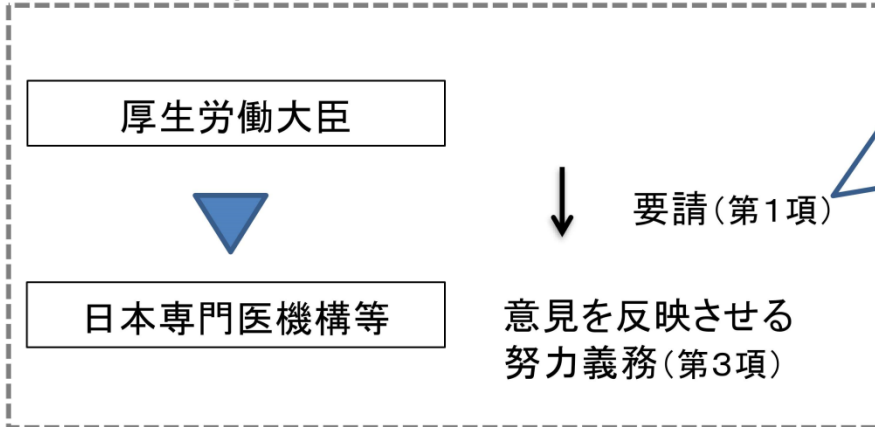 厚生労働大臣
要請(第1項)
日本専門医機構等
意見を反映させる
努力義務(第3項)